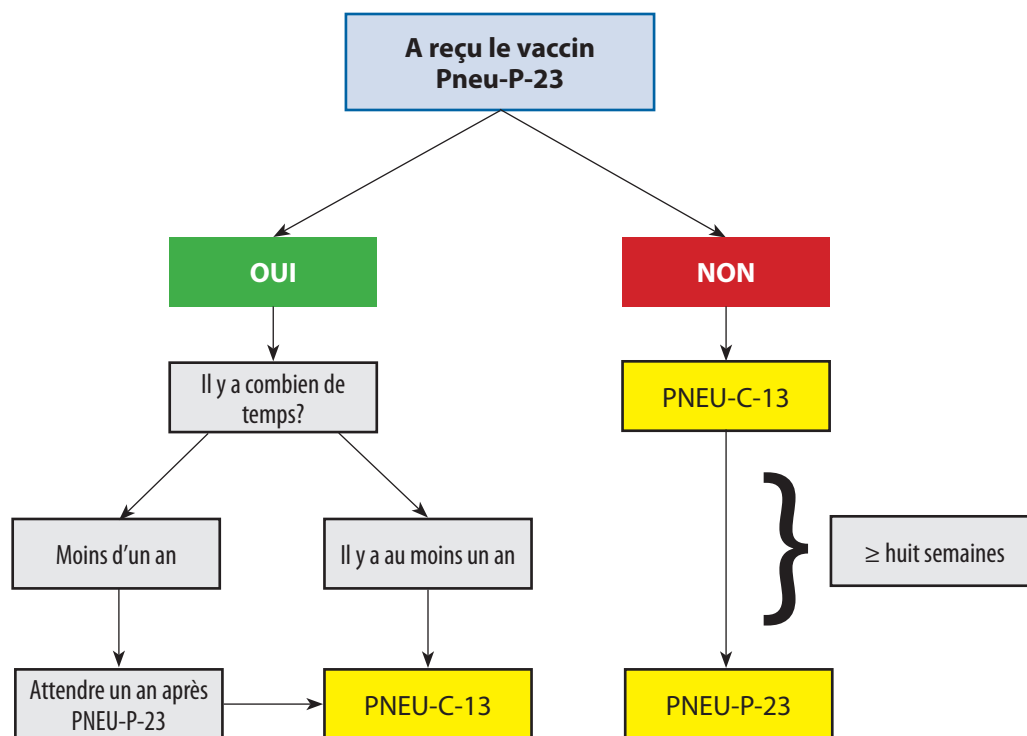 A reçu le vaccin
Pneu-P-23
OUI
NON
Il y a combien de
temps?
PNEU-C-13
Moins d'un an
Il y a au moins un an
≥ huit semaines
Attendre un an après
PNEU-P-23
PNEU-C-13
PNEU-P-23